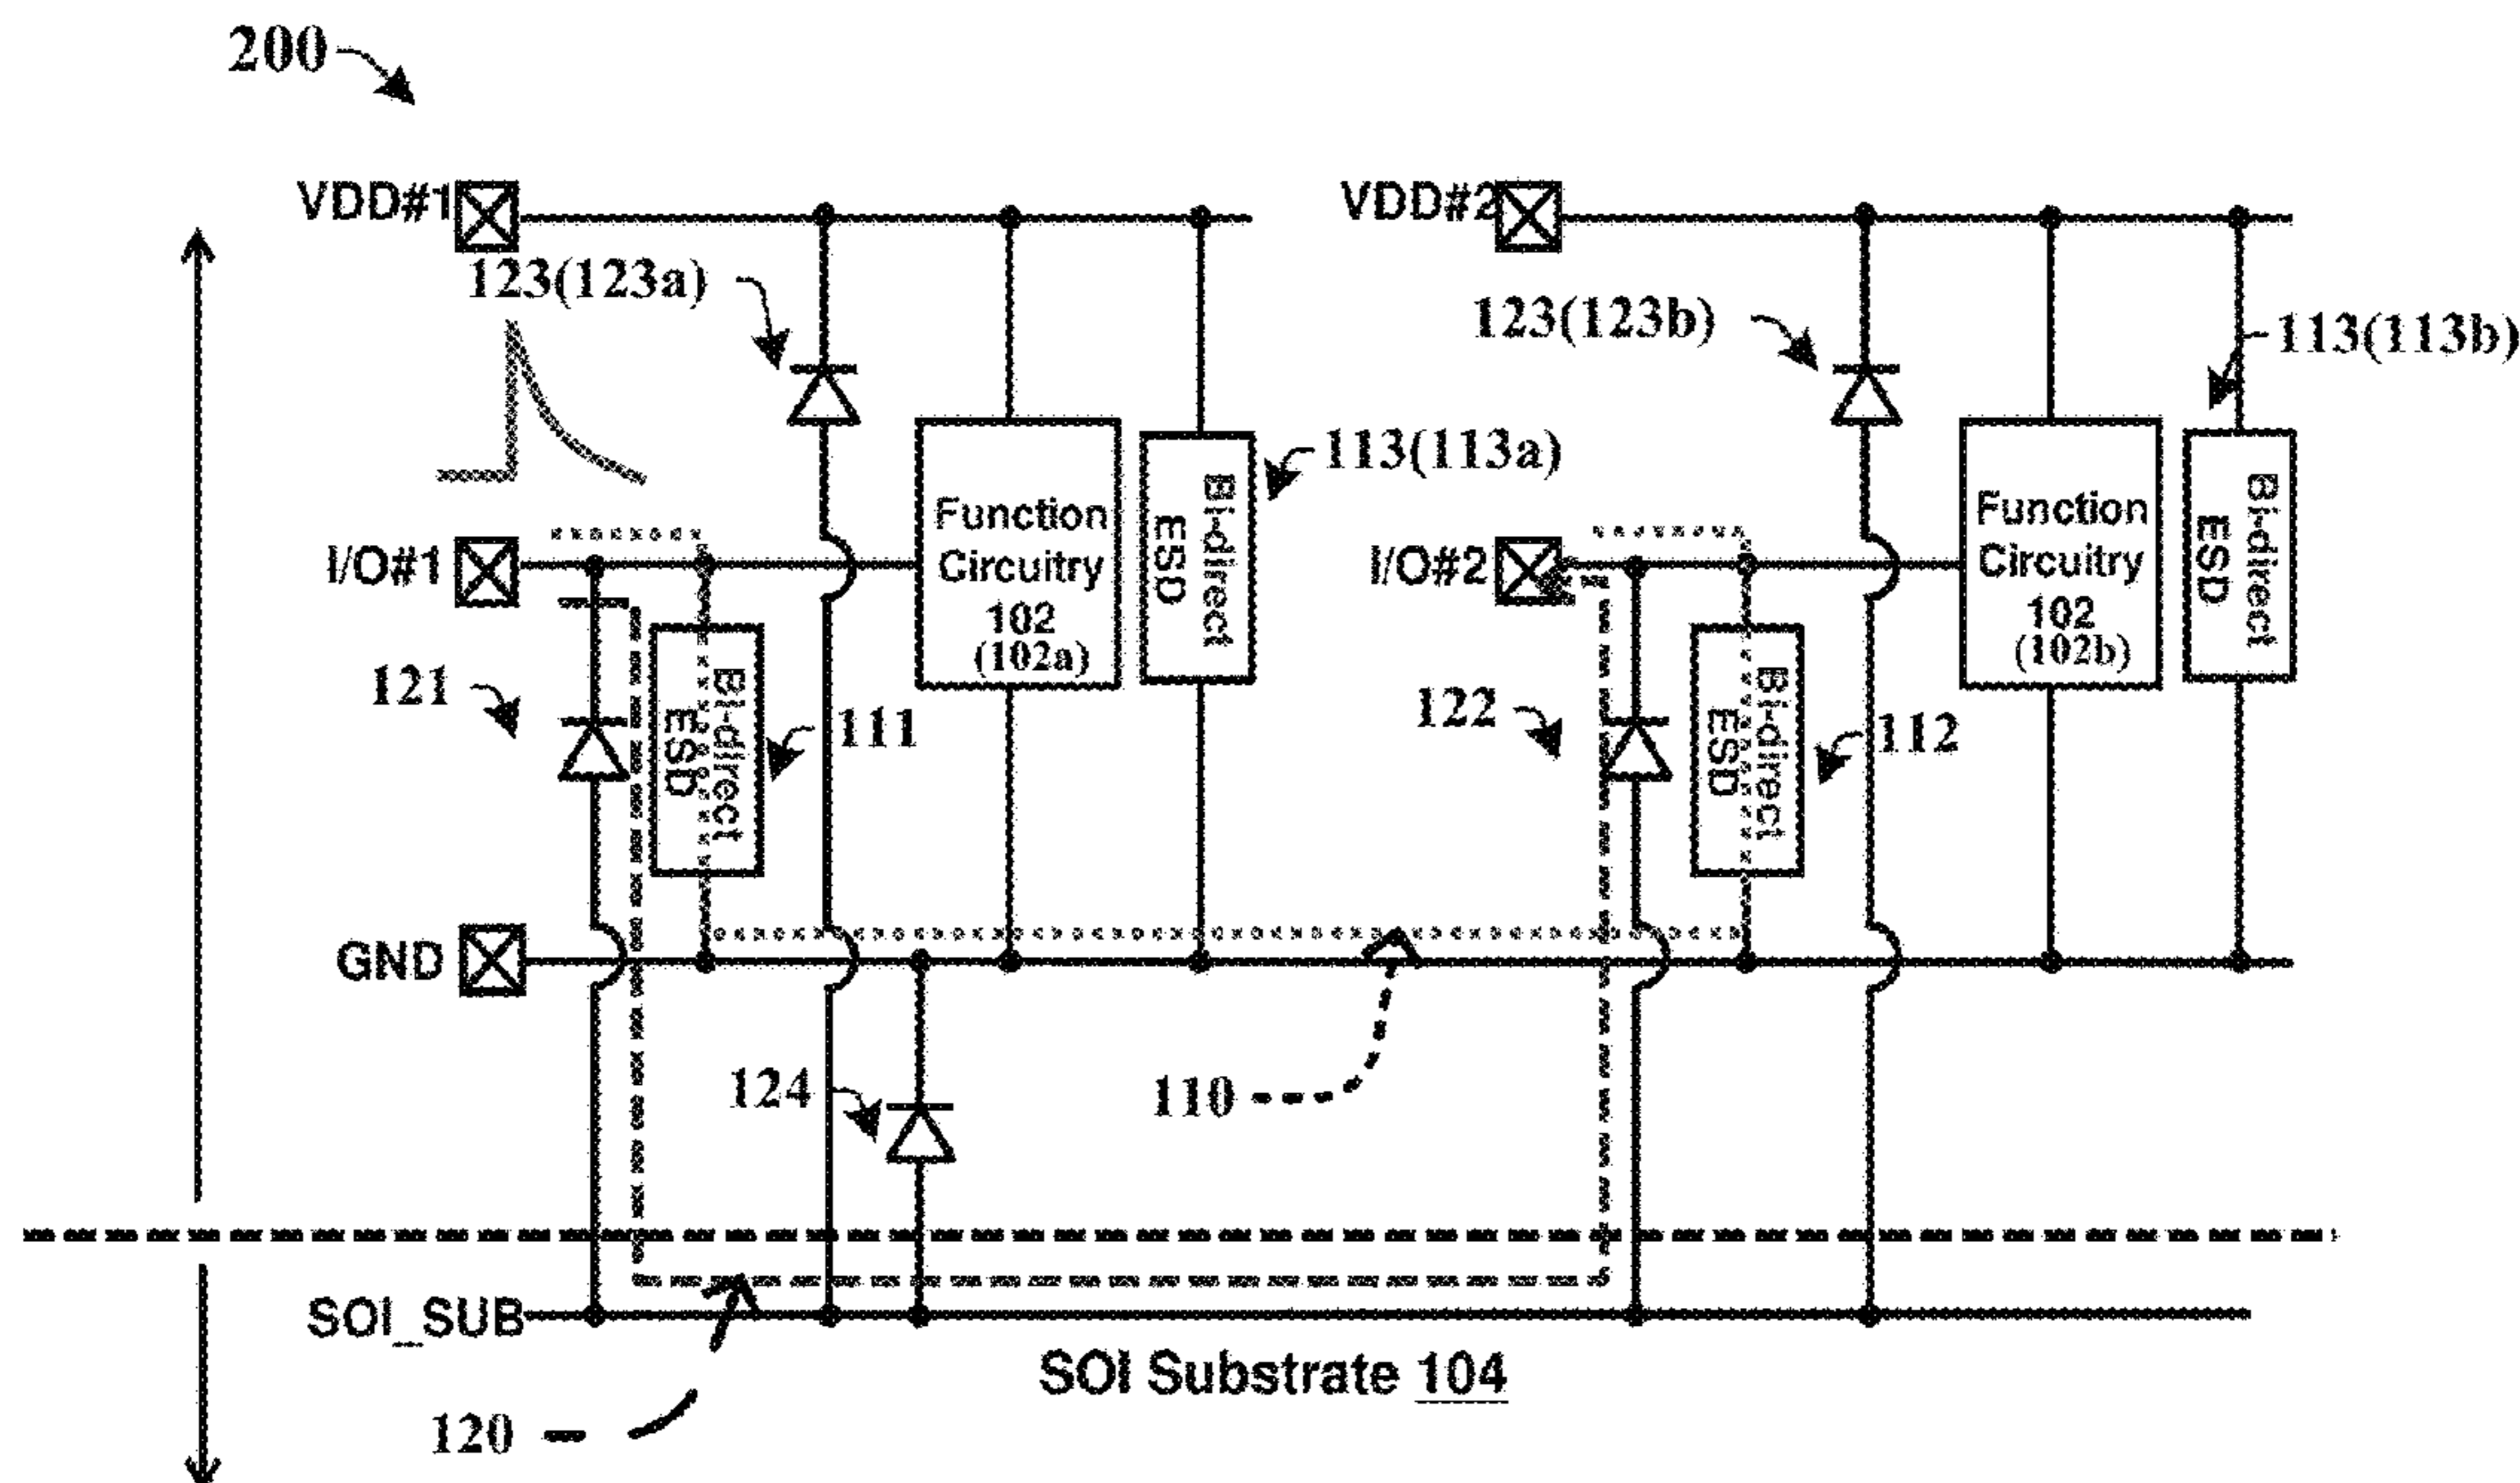 200
VDD#1
VDD#2
123(123a)
123(123b)
113(113b)
113(113a)
Function
Circuitry
102
(102a)
Bi-direct
ESD
Function
Circuitry
102
(102b)
Bi-direct
ESD
I/O#1
I/O#2
121
Bi-direct
ESD
111
122
Bi-direct
ESD
112
GND
124
110
SOI_SUB
SOI Substrate 104
120